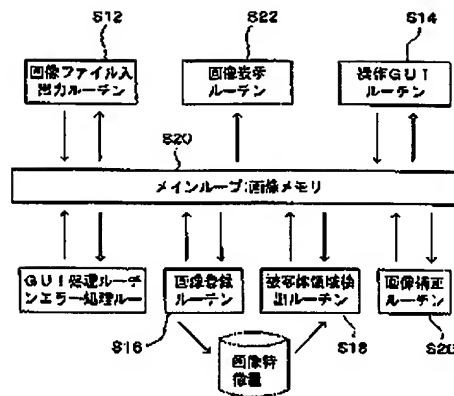 S12
S22
S14
画像ファイル入
出力ルーチン
画像表示
ルーチン
操作GUI
ルーチン
S20
メインループ:画像メモリ
GUI処理ルーチ
ンエラー処理ルー
画像登録
ルーチン
被写体領域検
出ルーチン
画像補正
ルーチン
S16
S18
S20
画像特
徴量